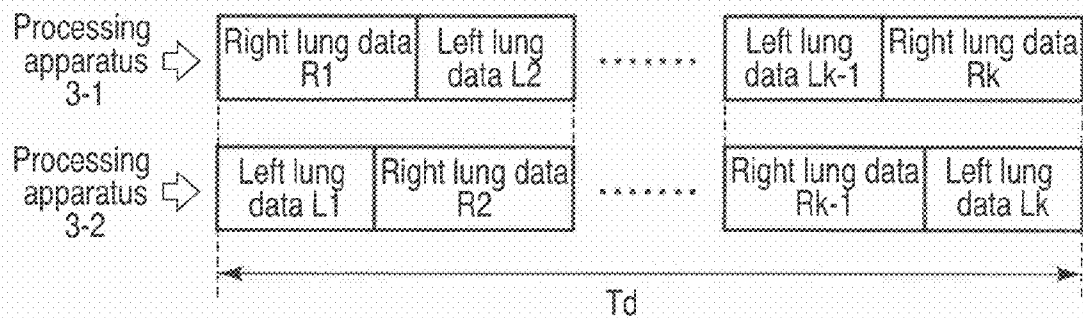 Processing apparatus 3-1
Right lung data R1
Left lung data L2
Left lung data Lk-1
Right lung data Rk
Processing apparatus 3-2
Left lung data L1
Right lung data R2
Right lung data Rk-1
Left lung data Lk
Td